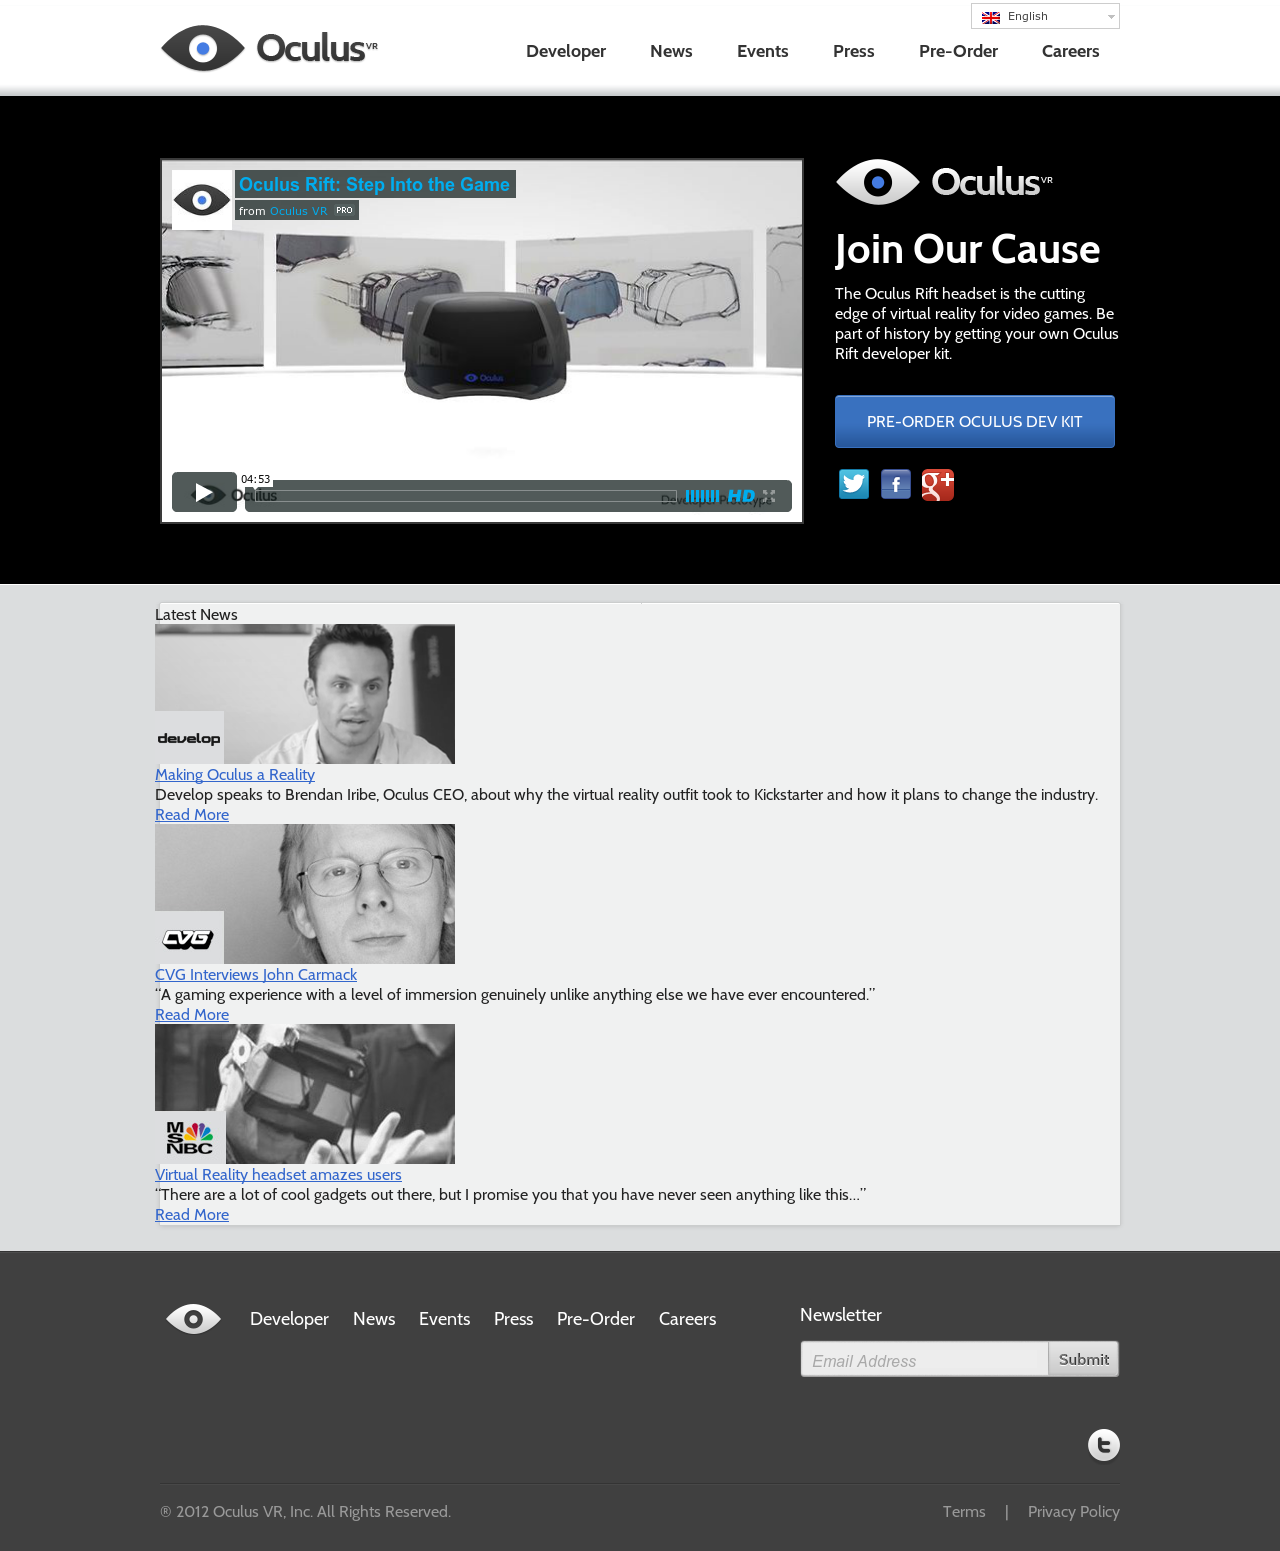 English
Oculus VR
Developer News Events Press Pre-Order Careers
Oculus Rift: Step Into the Game
from Oculus VR PRO
Oculus
04:53
Oculus
HD
Developer Prototype
Oculus VR
Join Our Cause
The Oculus Rift headset is the cutting
edge of virtual reality for video games. Be
part of history by getting your own Oculus
Rift developer kit.
PRE-ORDER OCULUS DEV KIT
f
g+
Latest News
develop
Making Oculus a Reality
Develop speaks to Brendan Iribe, Oculus CEO, about why the virtual reality outfit took to Kickstarter and how it plans to change the industry.
Read More
CVG
CVG Interviews John Carmack
“A gaming experience with a level of immersion genuinely unlike anything else we have ever encountered.”
Read More
MSNBC
Virtual Reality headset amazes users
“There are a lot of cool gadgets out there, but I promise you that you have never seen anything like this...”
Read More
Developer News Events Press Pre-Order Careers
Newsletter
Email Address
Submit
t
® 2012 Oculus VR, Inc. All Rights Reserved.
Terms | Privacy Policy